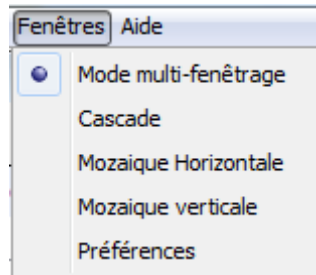 Fenêtres Aide
Mode multi-fenêtrage
Cascade
Mozaique Horizontale
Mozaique verticale
Préférences